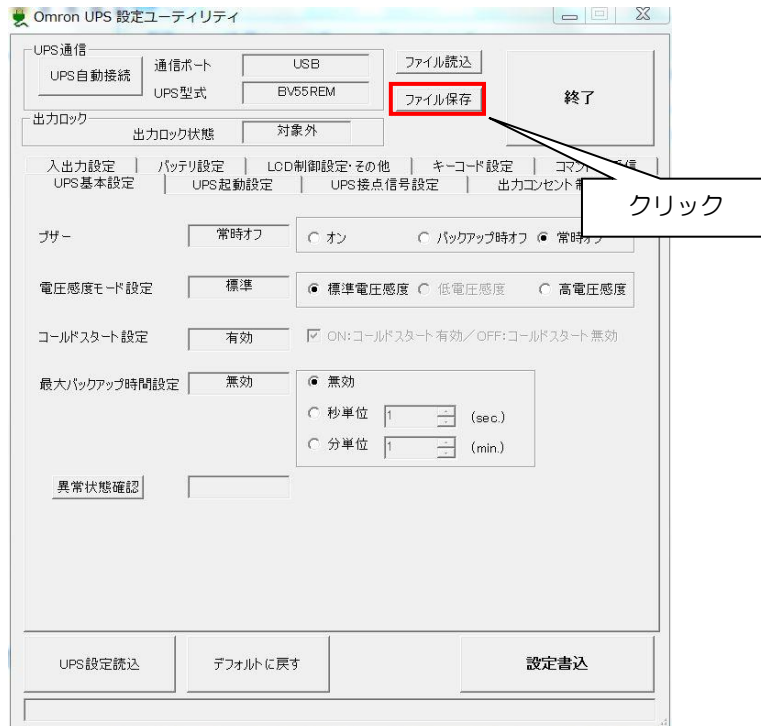 Omron UPS 設定ユーティリティ
UPS通信
UPS自動接続
通信ポート
USB
UPS型式
BV55REM
ファイル読込
ファイル保存
終了
出力ロック
出力ロック状態
対象外
入出力設定
バッテリ設定
LCD制御設定・その他
キーコード設定
UPS基本設定
UPS起動設定
UPS接点信号設定
クリック
ブザー
常時オフ
オン
バックアップ時オフ
常時オフ
電圧感度モード設定
標準
標準電圧感度
低電圧感度
高電圧感度
コールドスタート設定
有効
ON:コールドスタート有効/OFF:コールドスタート無効
最大バックアップ時間設定
無効
無効
秒単位
1
(sec.)
分単位
1
(min.)
異常状態確認
UPS設定読込
デフォルトに戻す
設定書込